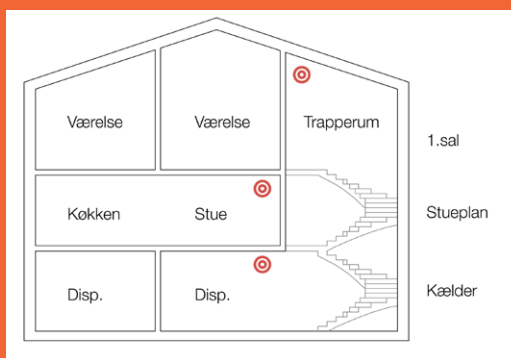 Værelse
Værelse
Trapperum
1.sal
Køkken
Stue
Stueplan
Disp.
Disp.
Kælder